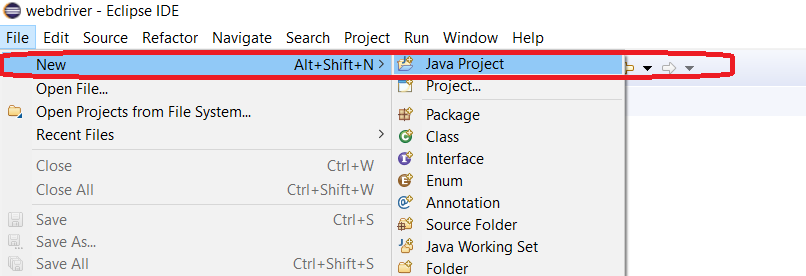 webdriver - Eclipse IDE
File Edit Source Refactor Navigate Search Project Run Window Help
New Alt+Shift+N > Java Project
Open File... Project...
Open Projects from File System... Package
Recent Files > Class
Close Ctrl+W Interface
Close All Ctrl+Shift+W Enum
Annotation
Save Ctrl+S Source Folder
Save As... Java Working Set
Save All Ctrl+Shift+S Folder